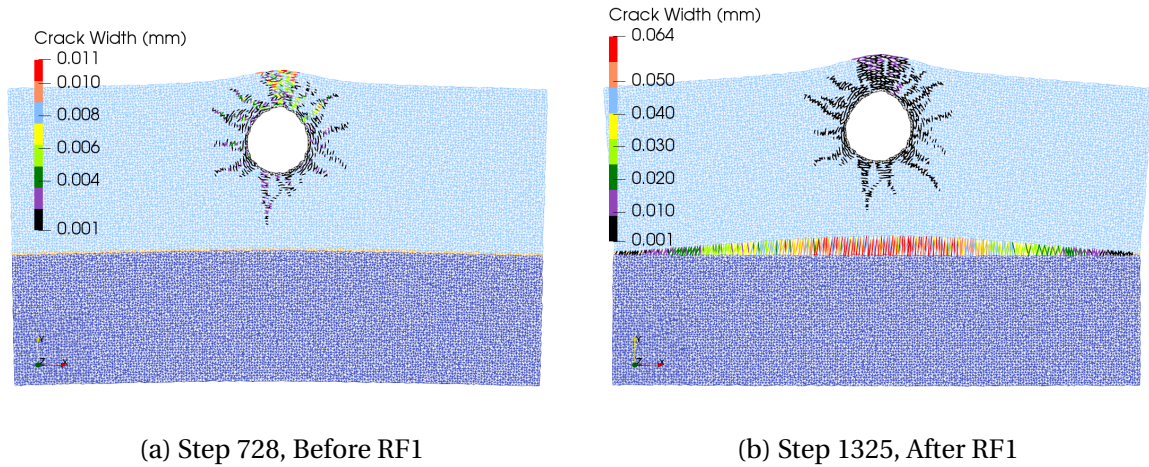 Crack Width (mm)
0.011
0.010
0.008
0.006
0.004
0.001
Y
Z X
(a) Step 728, Before RF1
Crack Width (mm)
0.064
0.050
0.040
0.030
0.020
0.010
0.001
Y
Z X
(b) Step 1325, After RF1